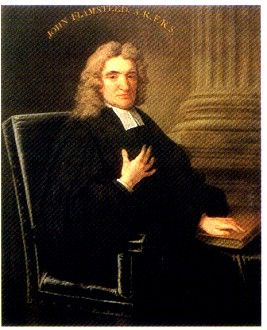 JOHN FLAMSTEED, A.R. F.R.S